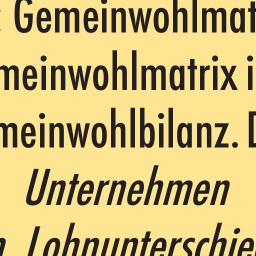 : Gemeinwohlmat
meinwohlmatrix i
meinwohlbilanz. D
Unternehmen
n, Lohnunterschie